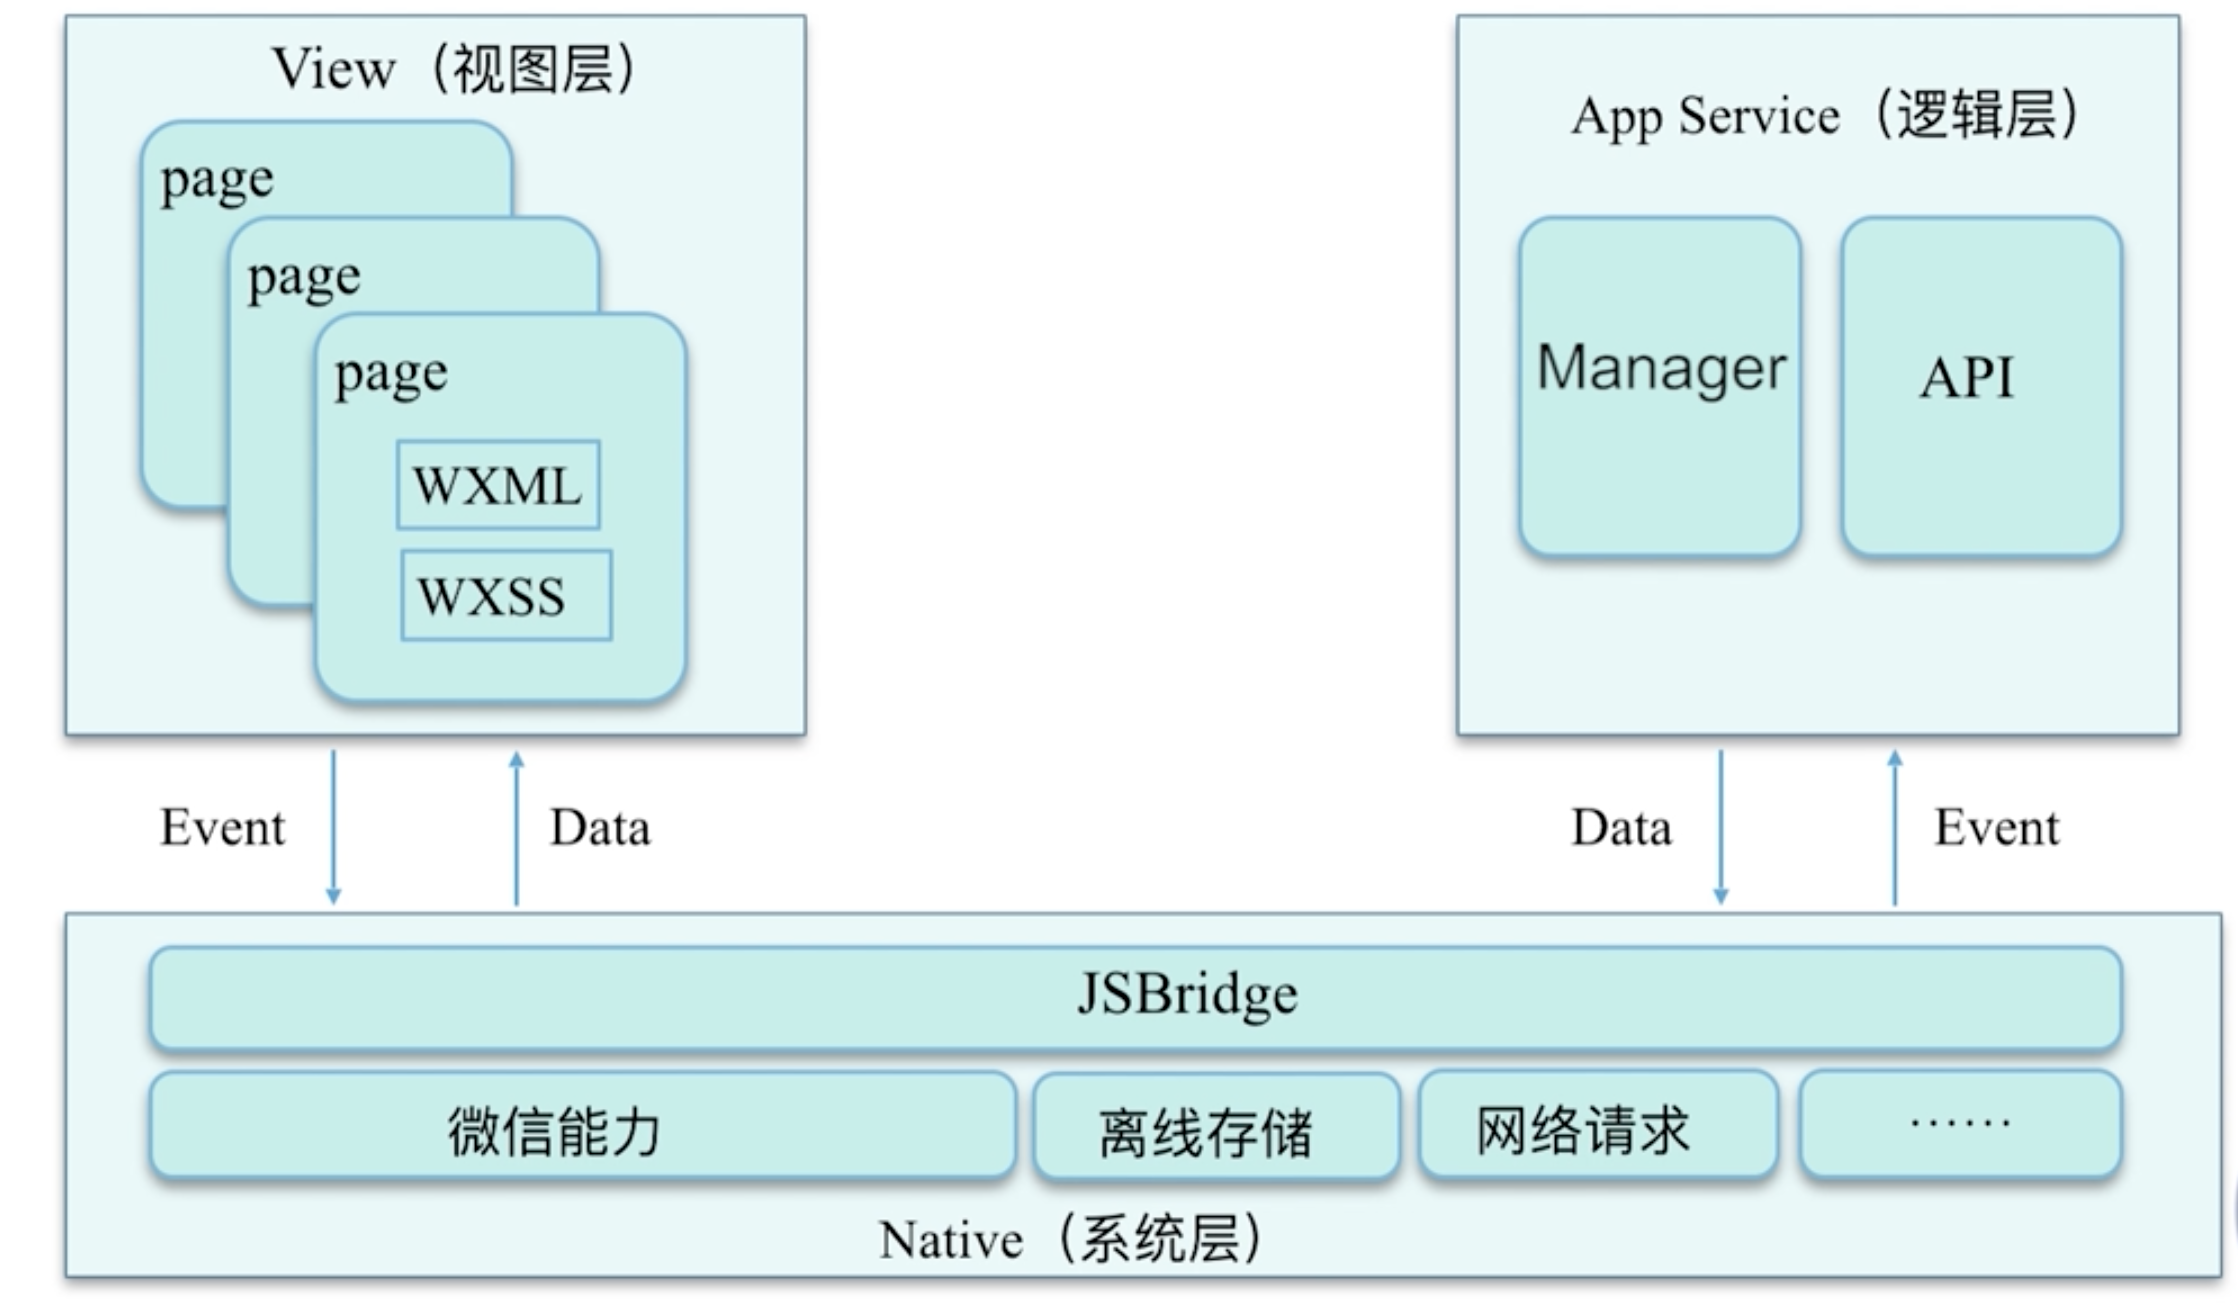 View（视图层）
page
page
page
WXML
WXSS
App Service（逻辑层）
Manager
API
Event
Data
Data
Event
JSBridge
微信能力
离线存储
网络请求
······
Native（系统层）